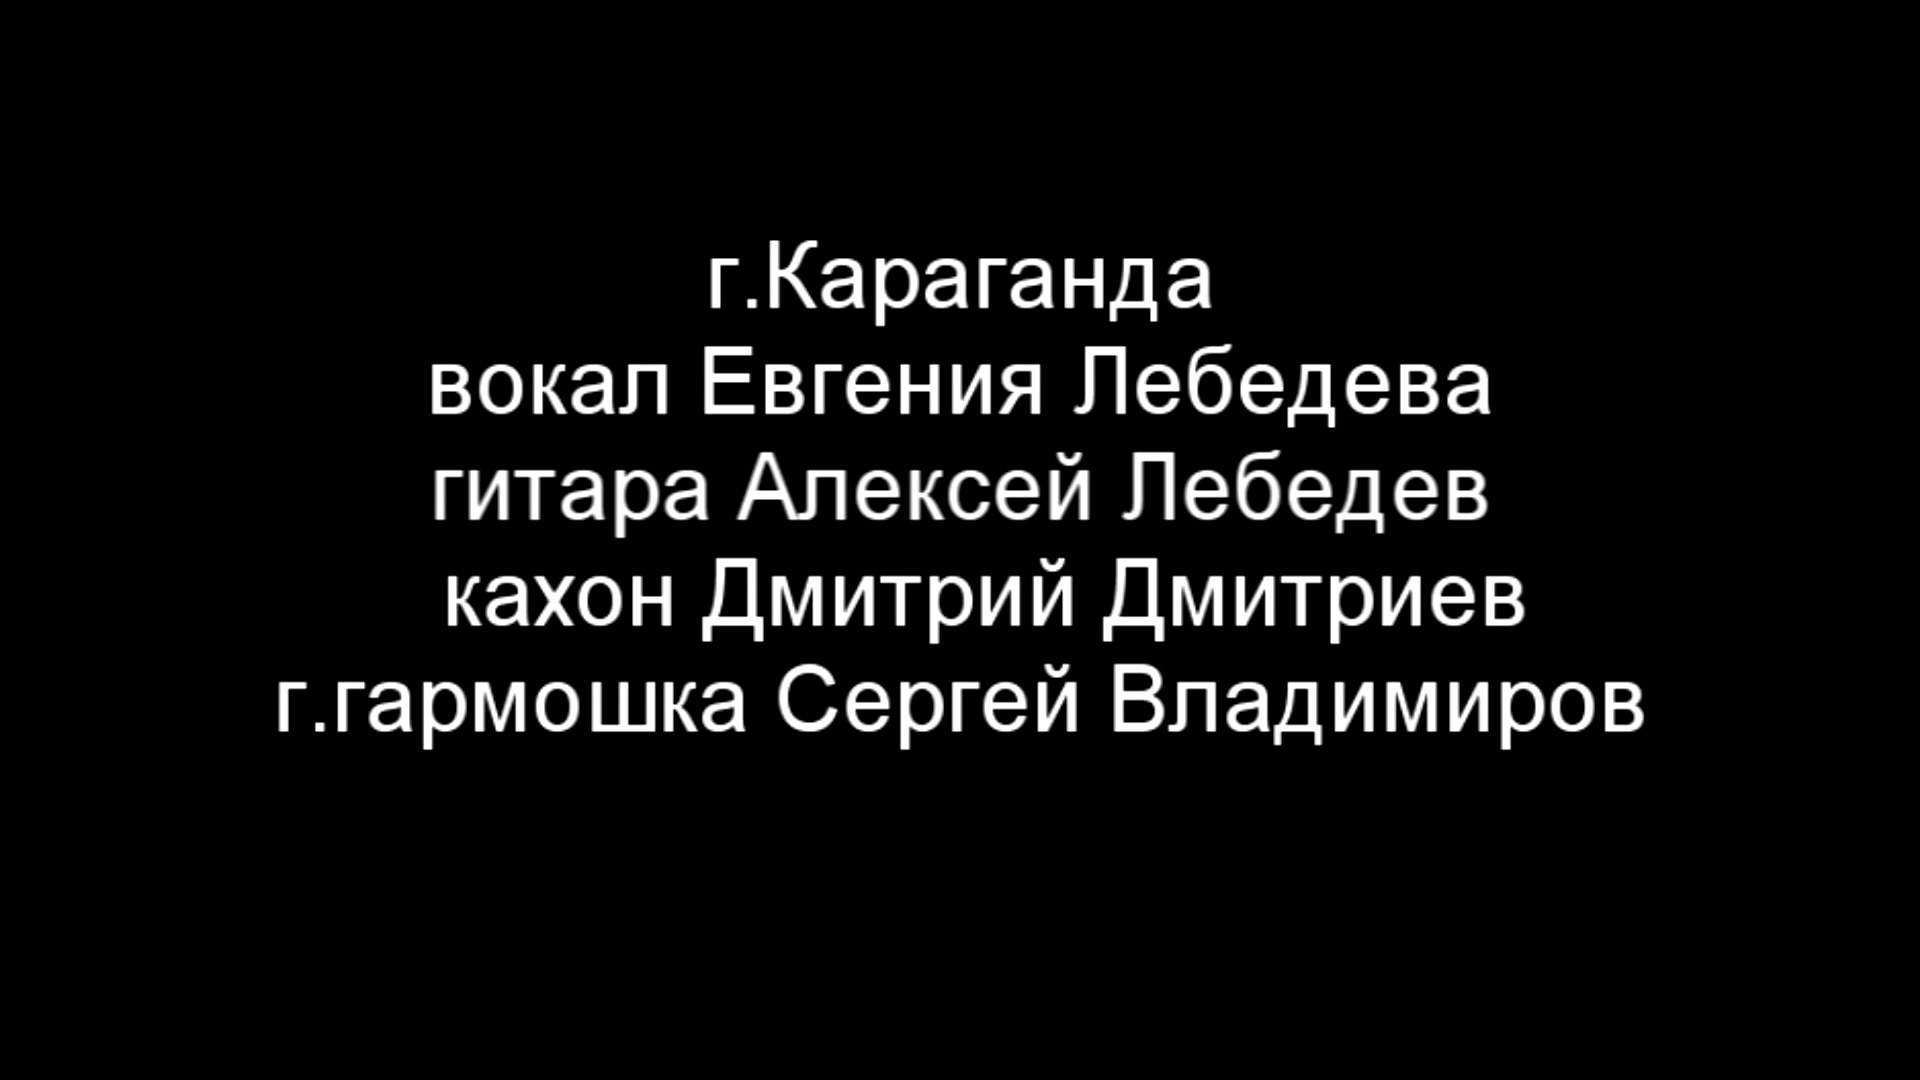 г.Караганда
вокал Евгения Лебедева
гитара Алексей Лебедев
кахон Дмитрий Дмитриев
г.гармошка Сергей Владимиров